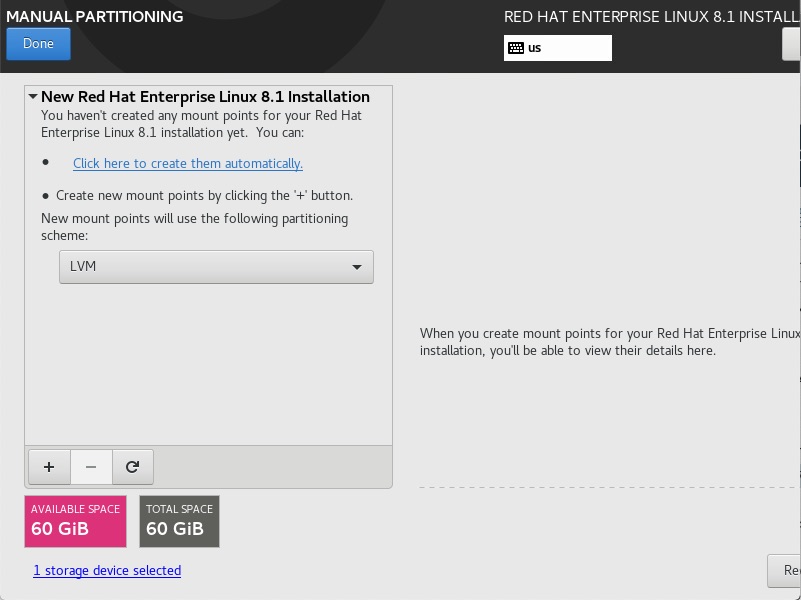 MANUAL PARTITIONING
RED HAT ENTERPRISE LINUX 8.1 INSTALL
Done
us
New Red Hat Enterprise Linux 8.1 Installation
You haven't created any mount points for your Red Hat
Enterprise Linux 8.1 installation yet. You can:
• Click here to create them automatically.
• Create new mount points by clicking the '+' button.
New mount points will use the following partitioning
scheme:
LVM
When you create mount points for your Red Hat Enterprise Linux
installation, you'll be able to view their details here.
+ −
AVAILABLE SPACE
60 GiB
TOTAL SPACE
60 GiB
1 storage device selected
Re